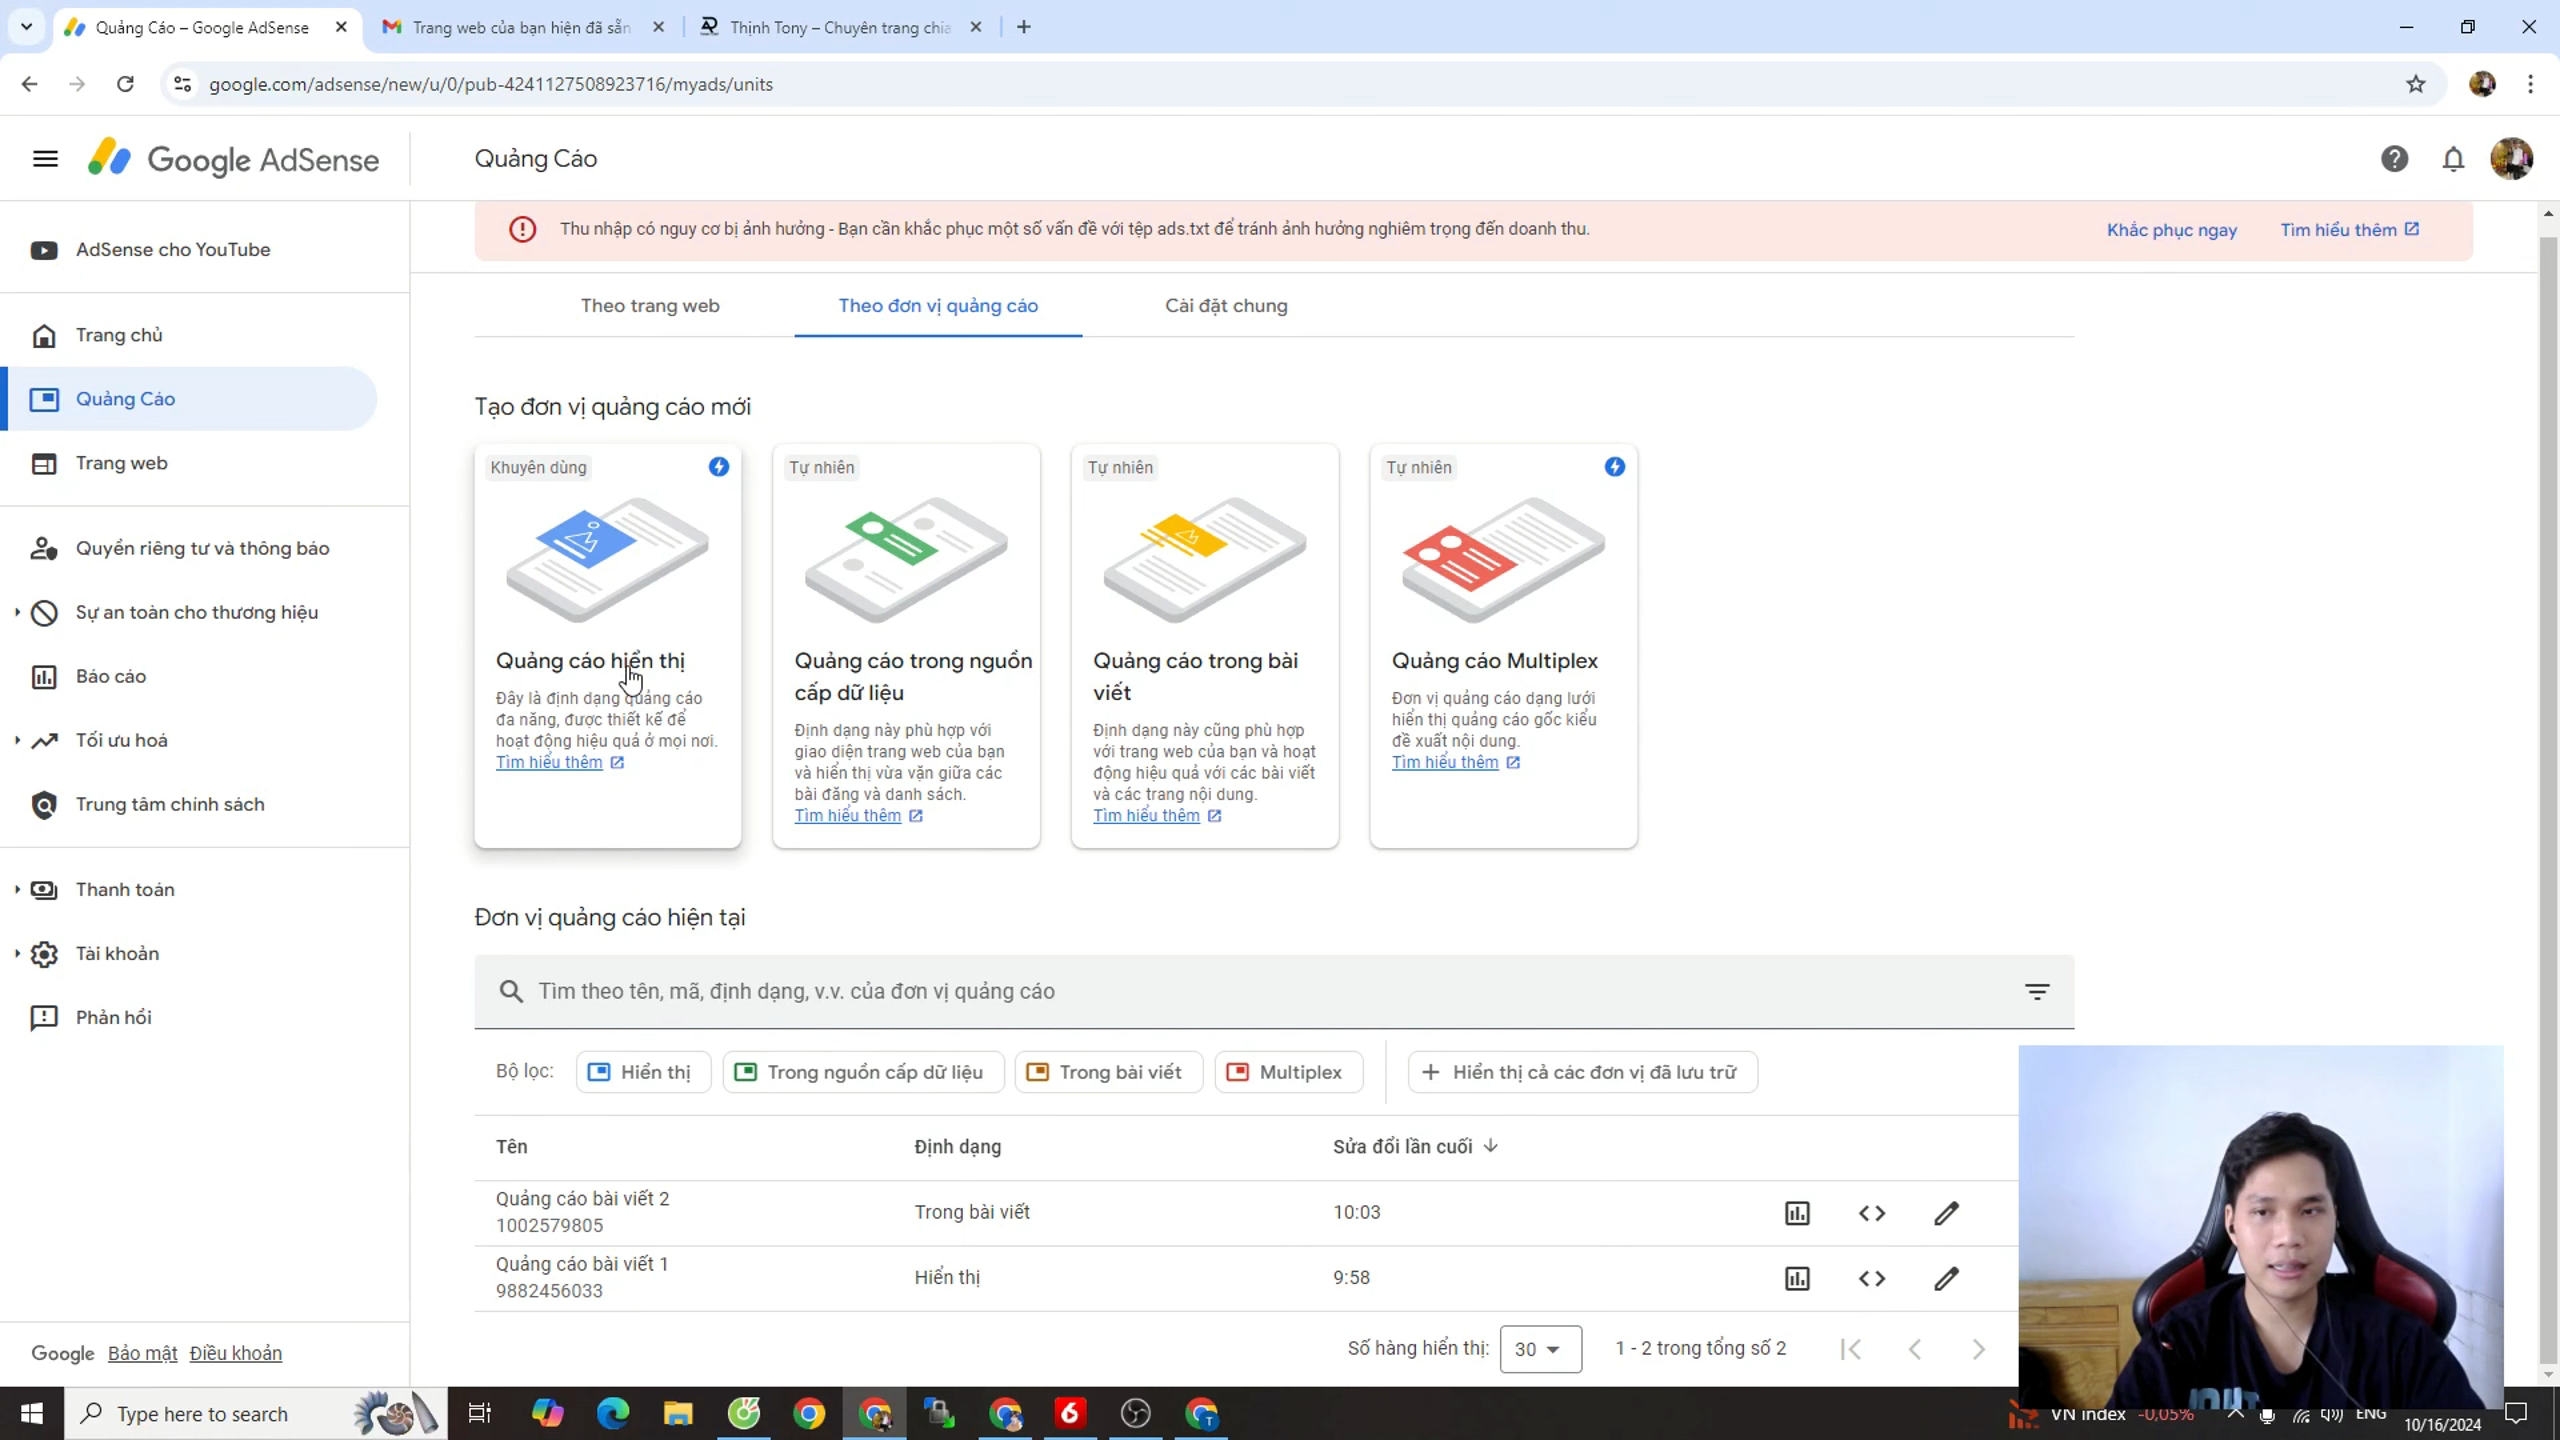 Quảng Cáo – Google AdSense
Trang web của bạn hiện đã sẵn
Thịnh Tony – Chuyên trang chia
google.com/adsense/new/u/0/pub-4241127508923716/myads/units
Google AdSense
Quảng Cáo
Thu nhập có nguy cơ bị ảnh hưởng - Bạn cần khắc phục một số vấn đề với tệp ads.txt để tránh ảnh hưởng nghiêm trọng đến doanh thu.
Khắc phục ngay
Tìm hiểu thêm
AdSense cho YouTube
Trang chủ
Quảng Cáo
Trang web
Quyền riêng tư và thông báo
Sự an toàn cho thương hiệu
Báo cáo
Tối ưu hoá
Trung tâm chính sách
Thanh toán
Tài khoản
Phản hồi
Google Bảo mật Điều khoản
Theo trang web
Theo đơn vị quảng cáo
Cài đặt chung
Tạo đơn vị quảng cáo mới
Khuyên dùng
Quảng cáo hiển thị
Đây là định dạng quảng cáo
đa năng, được thiết kế để
hoạt động hiệu quả ở mọi nơi.
Tìm hiểu thêm
Tự nhiên
Quảng cáo trong nguồn
cấp dữ liệu
Định dạng này phù hợp với
giao diện trang web của bạn
và hiển thị vừa vặn giữa các
bài đăng và danh sách.
Tìm hiểu thêm
Tự nhiên
Quảng cáo trong bài
viết
Định dạng này cũng phù hợp
với trang web của bạn và hoạt
động hiệu quả với các bài viết
và các trang nội dung.
Tìm hiểu thêm
Tự nhiên
Quảng cáo Multiplex
Đơn vị quảng cáo dạng lưới
hiển thị quảng cáo gốc kiểu
đề xuất nội dung.
Tìm hiểu thêm
Đơn vị quảng cáo hiện tại
Tìm theo tên, mã, định dạng, v.v. của đơn vị quảng cáo
Bộ lọc: Hiển thị Trong nguồn cấp dữ liệu Trong bài viết Multiplex Hiển thị cả các đơn vị đã lưu trữ
Tên Định dạng Sửa đổi lần cuối
Quảng cáo bài viết 2
1002579805
Trong bài viết
10:03
Quảng cáo bài viết 1
9882456033
Hiển thị
9:58
Số hàng hiển thị: 30 1 - 2 trong tổng số 2
Type here to search
VN Index -0,05%
ENG
10/16/2024